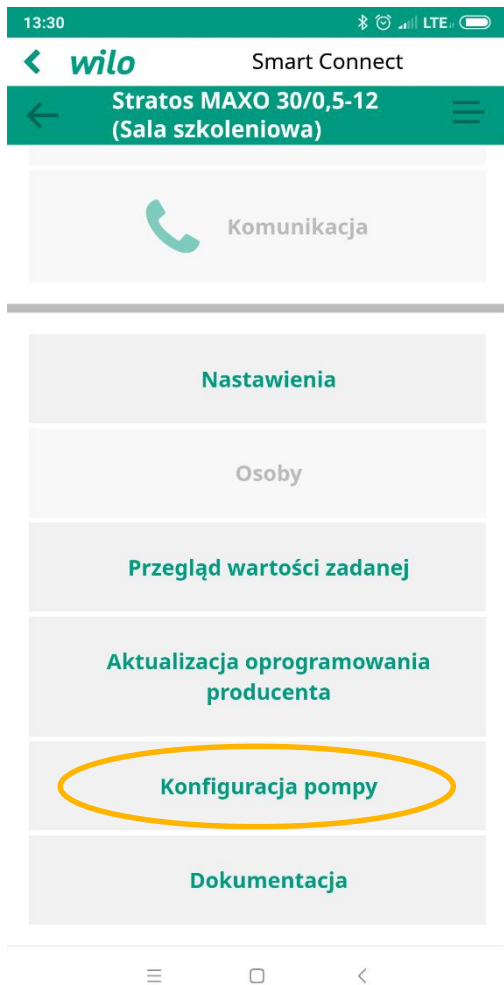 13:30 LTE
wilo Smart Connect
Stratos MAXO 30/0,5-12
(Sala szkoleniowa)
Komunikacja
Nastawienia
Osoby
Przegląd wartości zadanej
Aktualizacja oprogramowania
producenta
Konfiguracja pompy
Dokumentacja